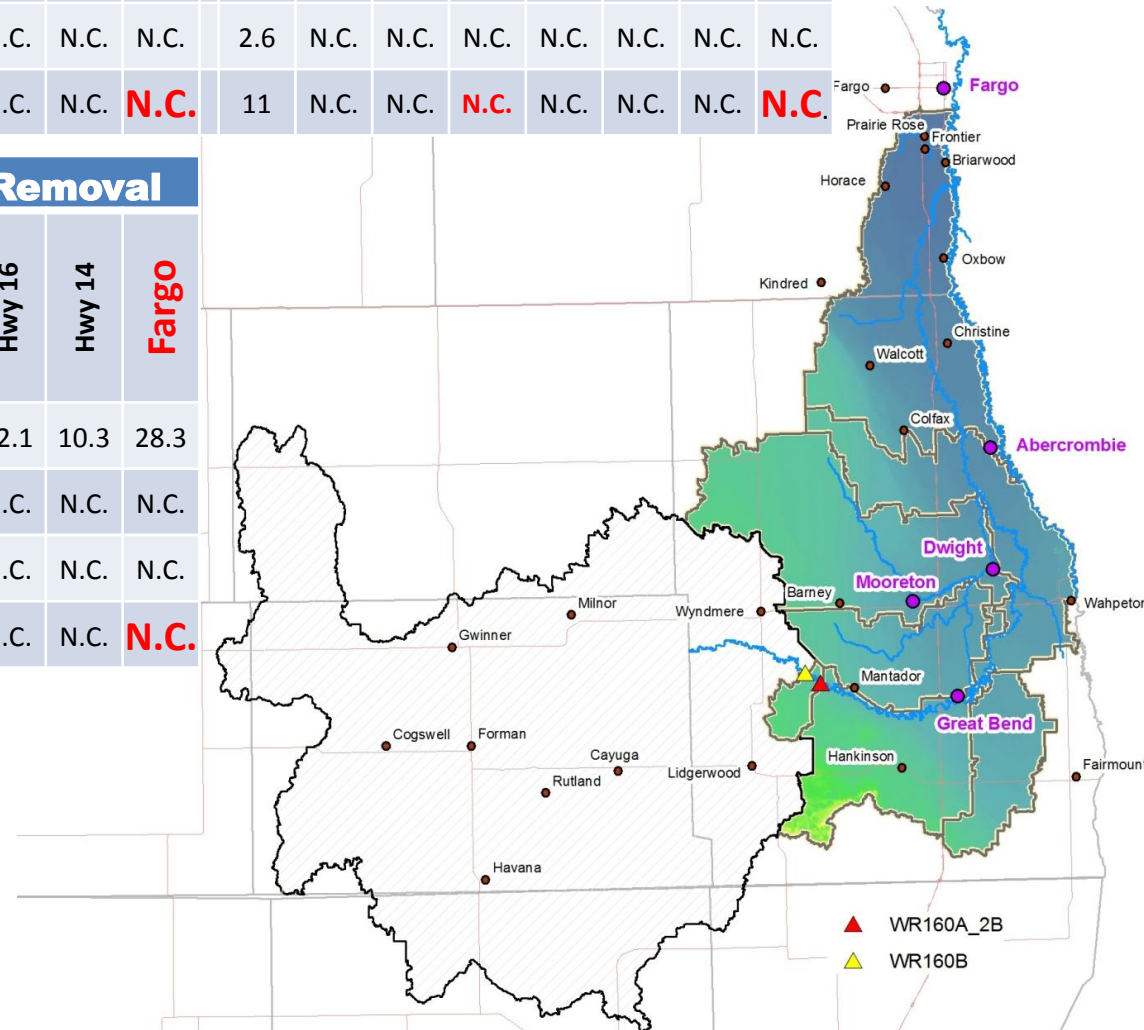 .C. N.C. N.C. 2.6 N.C. N.C. N.C. N.C. N.C. N.C. N.C.
.C. N.C. N.C. 11 N.C. N.C. N.C. N.C. N.C. N.C. N.C.
Removal
Hwy 16 Hwy 14 Fargo
2.1 10.3 28.3
.C. N.C. N.C.
.C. N.C. N.C.
.C. N.C. N.C.
Fargo
Fargo
Prairie Rose
Frontier
Briarwood
Horace
Oxbow
Kindred
Christine
Walcott
Colfax
Abercrombie
Dwight
Mooreton
Barney
Wahpeton
Milnor
Wyndmere
Gwinner
Mantador
Great Bend
Cogswell
Forman
Cayuga
Lidgerwood
Hankinson
Fairmount
Rutland
Havana
WR160A_2B
WR160B